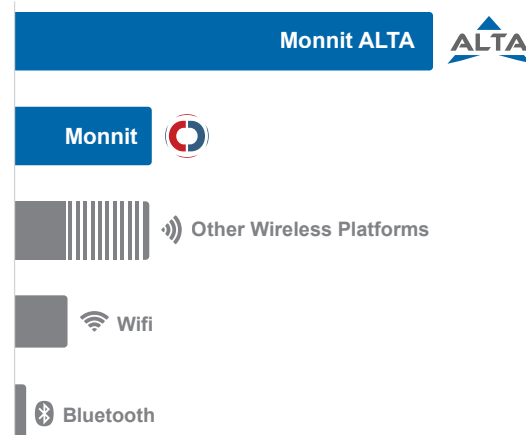 Monnit ALTA
ALTA
Monnit
Other Wireless Platforms
Wifi
Bluetooth